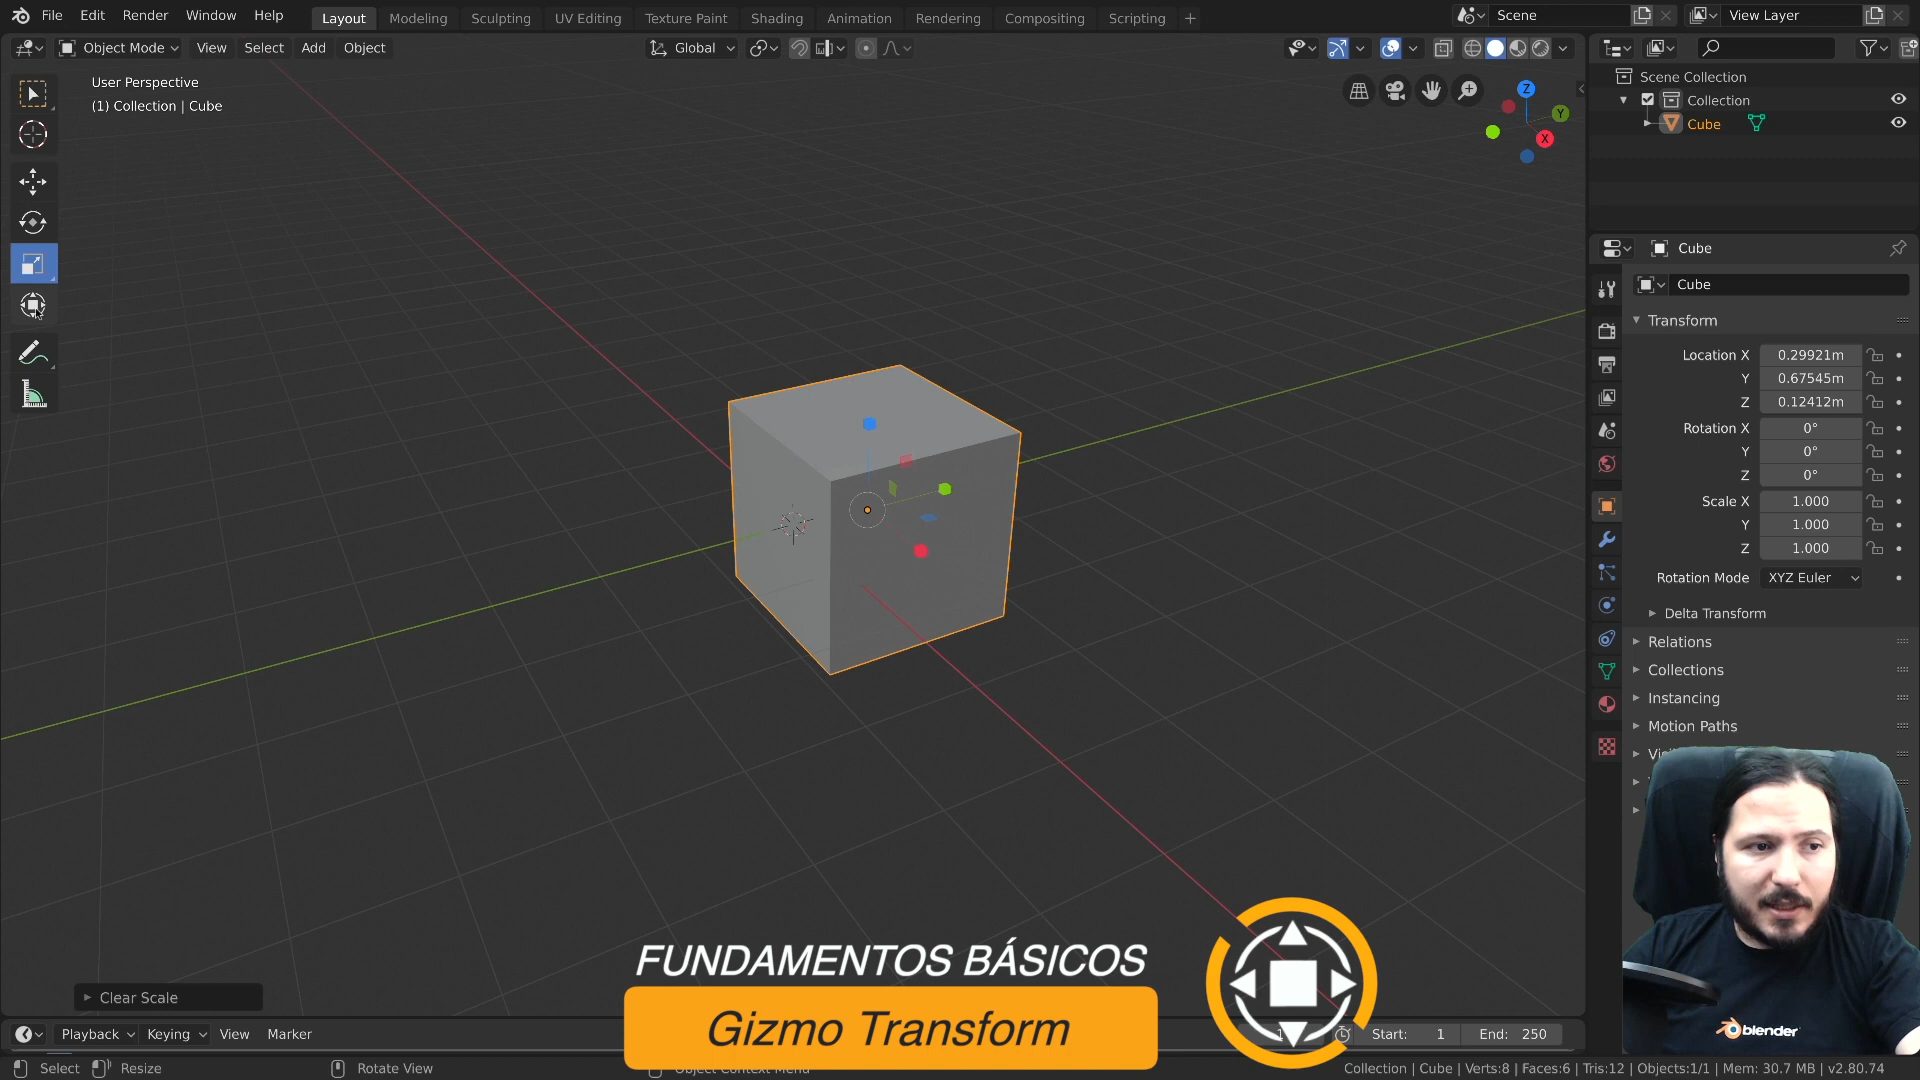 File Edit Render Window Help
Layout Modeling Sculpting UV Editing Texture Paint Shading Animation Rendering Compositing Scripting +
Scene
View Layer
Object Mode View Select Add Object
Global
User Perspective
(1) Collection | Cube
Z
Y
X
Scene Collection
Collection
Cube
Cube
Cube
Transform
Location X 0.29921m
Y 0.67545m
Z 0.12412m
Rotation X 0°
Y 0°
Z 0°
Scale X 1.000
Y 1.000
Z 1.000
Rotation Mode XYZ Euler
Delta Transform
Relations
Collections
Instancing
Motion Paths
Clear Scale
FUNDAMENTOS BÁSICOS
Gizmo Transform
blender
Playback Keying View Marker
1
Start: 1 End: 250
Select Resize Rotate View Object Context Menu
Collection | Cube | Verts:8 | Faces:6 | Tris:12 | Objects:1/1 | Mem: 30.7 MB | v2.80.74